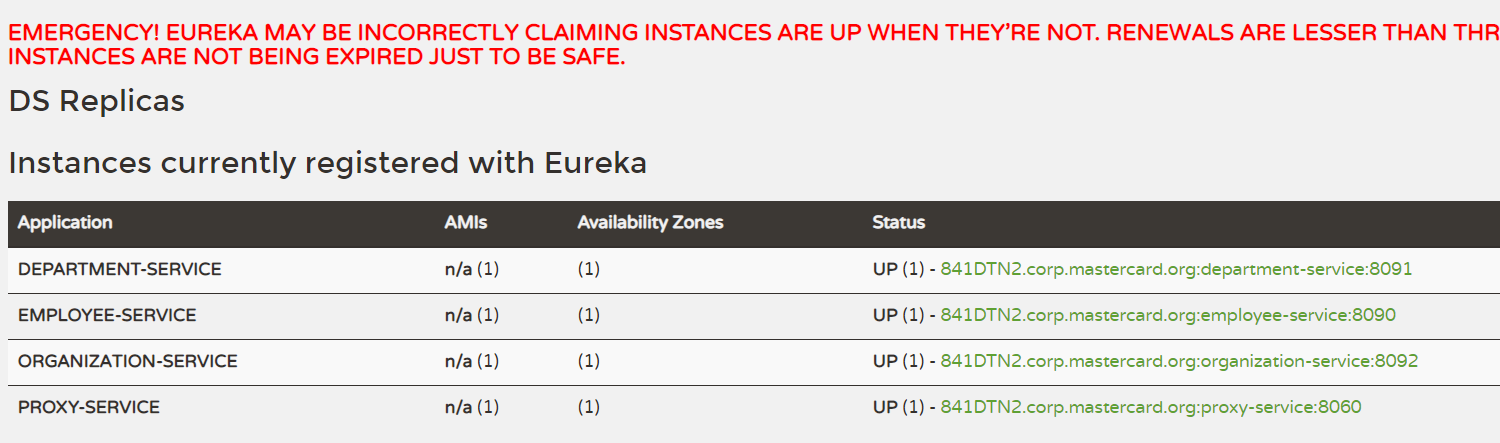 EMERGENCY! EUREKA MAY BE INCORRECTLY CLAIMING INSTANCES ARE UP WHEN THEY'RE NOT. RENEWALS ARE LESSER THAN THR
INSTANCES ARE NOT BEING EXPIRED JUST TO BE SAFE.
DS Replicas
Instances currently registered with Eureka
Application AMIs Availability Zones Status
DEPARTMENT-SERVICE n/a (1) (1) UP (1) - 841DTN2.corp.mastercard.org:department-service:8091
EMPLOYEE-SERVICE n/a (1) (1) UP (1) - 841DTN2.corp.mastercard.org:employee-service:8090
ORGANIZATION-SERVICE n/a (1) (1) UP (1) - 841DTN2.corp.mastercard.org:organization-service:8092
PROXY-SERVICE n/a (1) (1) UP (1) - 841DTN2.corp.mastercard.org:proxy-service:8060